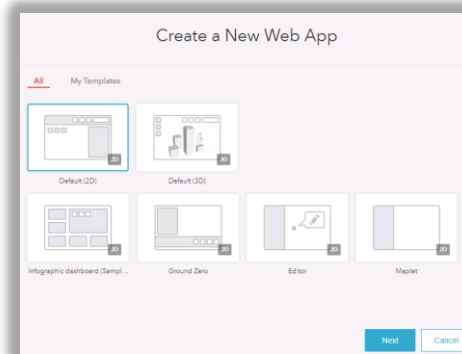 Create a New Web App
All My Templates
2D 3D
Default (2D) Default (3D)
2D 2D 2D 2D
Infographic dashboard (Sampl... Ground Zero Editor Maplet
Next Cancel